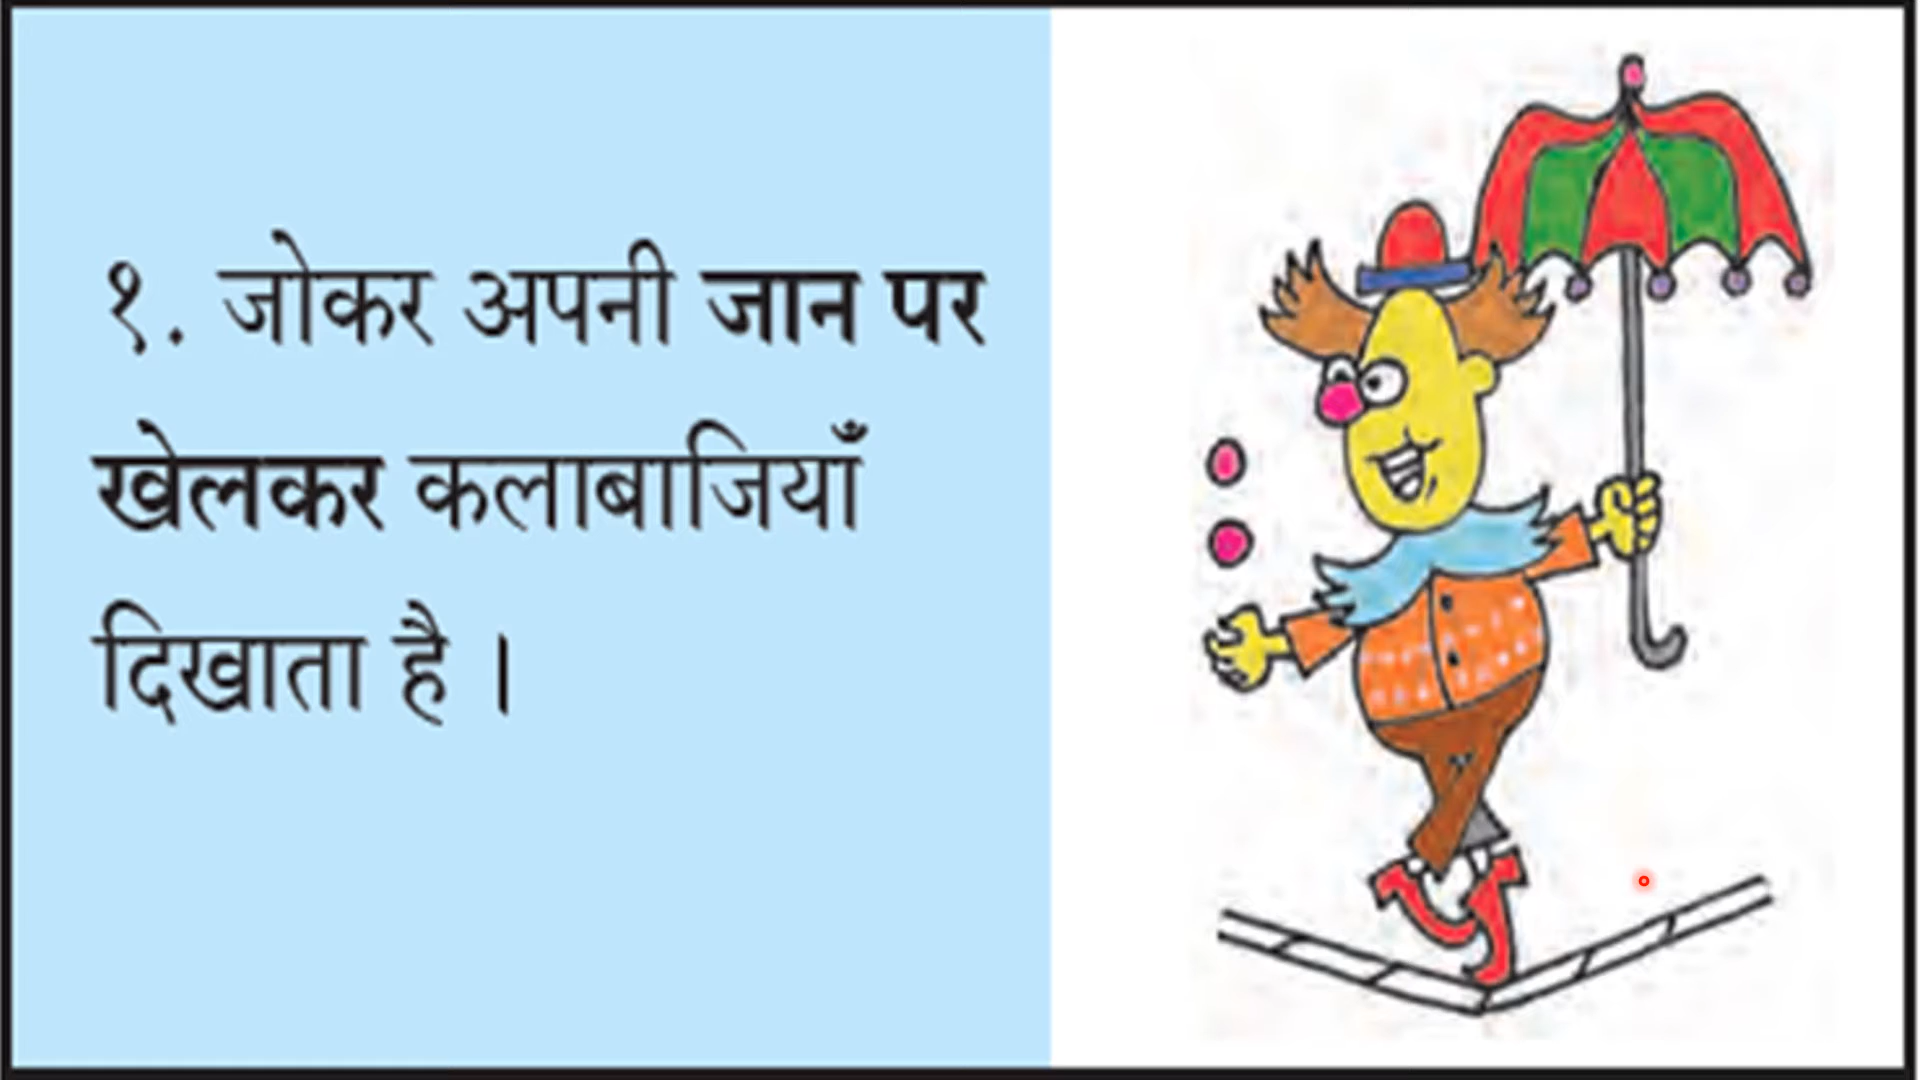 १. जोकर अपनी जान पर
खेलकर कलाबाजियाँ
दिखाता है ।